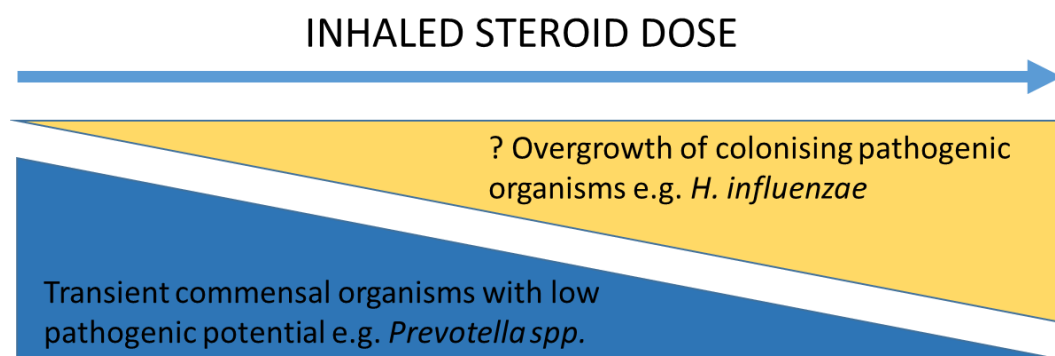 INHALED STEROID DOSE
? Overgrowth of colonising pathogenic
organisms e.g. H. influenzae
Transient commensal organisms with low
pathogenic potential e.g. Prevotella spp.